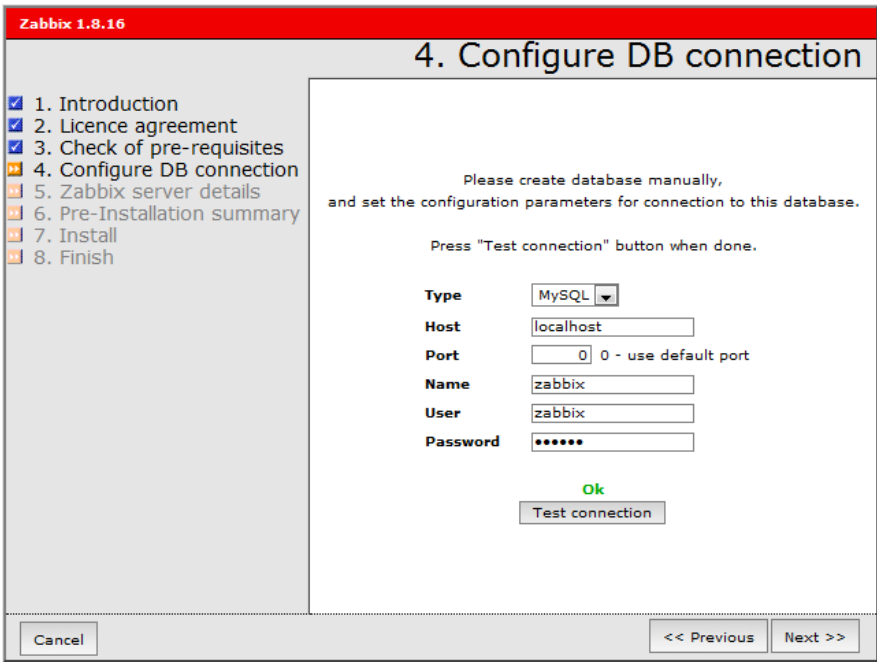 Zabbix 1.8.16
4. Configure DB connection
1. Introduction
2. Licence agreement
3. Check of pre-requisites
4. Configure DB connection
5. Zabbix server details
6. Pre-Installation summary
7. Install
8. Finish
Please create database manually,
and set the configuration parameters for connection to this database.
Press "Test connection" button when done.
Type MySQL
Host localhost
Port 0 0 - use default port
Name zabbix
User zabbix
Password ••••••
Ok
Test connection
Cancel << Previous Next >>